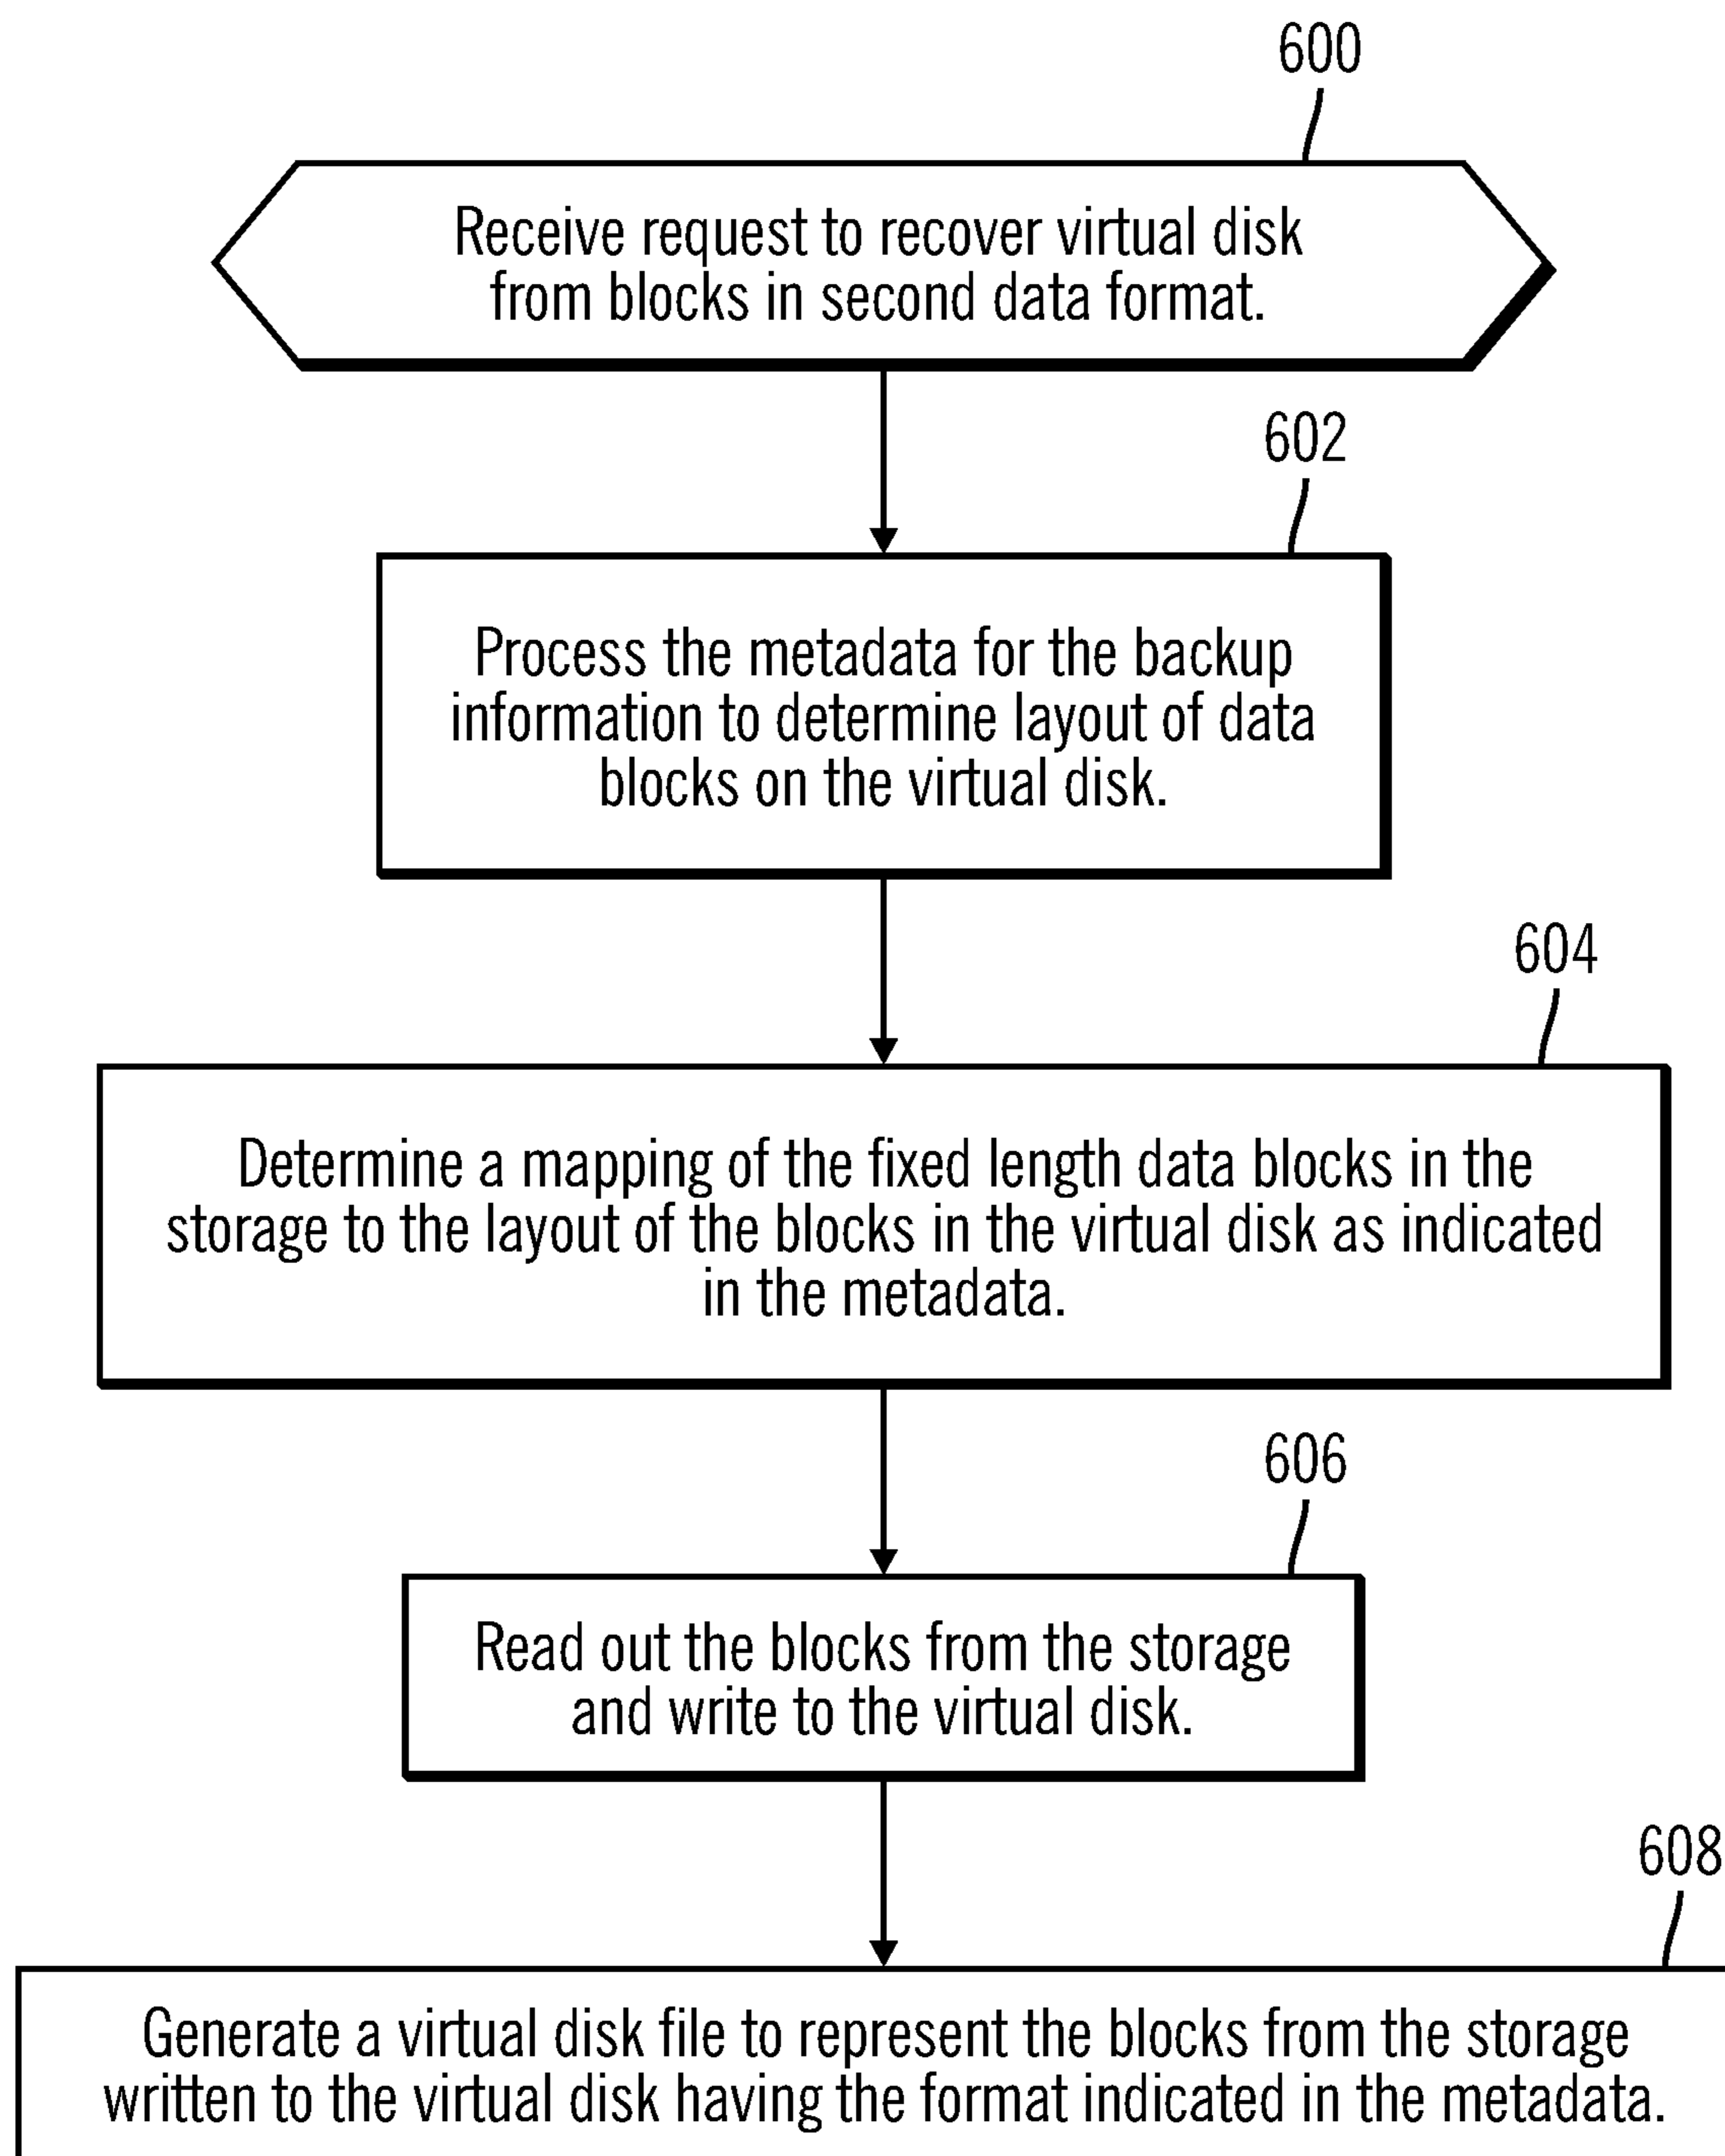 600
Receive request to recover virtual disk
from blocks in second data format.
602
Process the metadata for the backup
information to determine layout of data
blocks on the virtual disk.
604
Determine a mapping of the fixed length data blocks in the
storage to the layout of the blocks in the virtual disk as indicated
in the metadata.
606
Read out the blocks from the storage
and write to the virtual disk.
608
Generate a virtual disk file to represent the blocks from the storage
written to the virtual disk having the format indicated in the metadata.